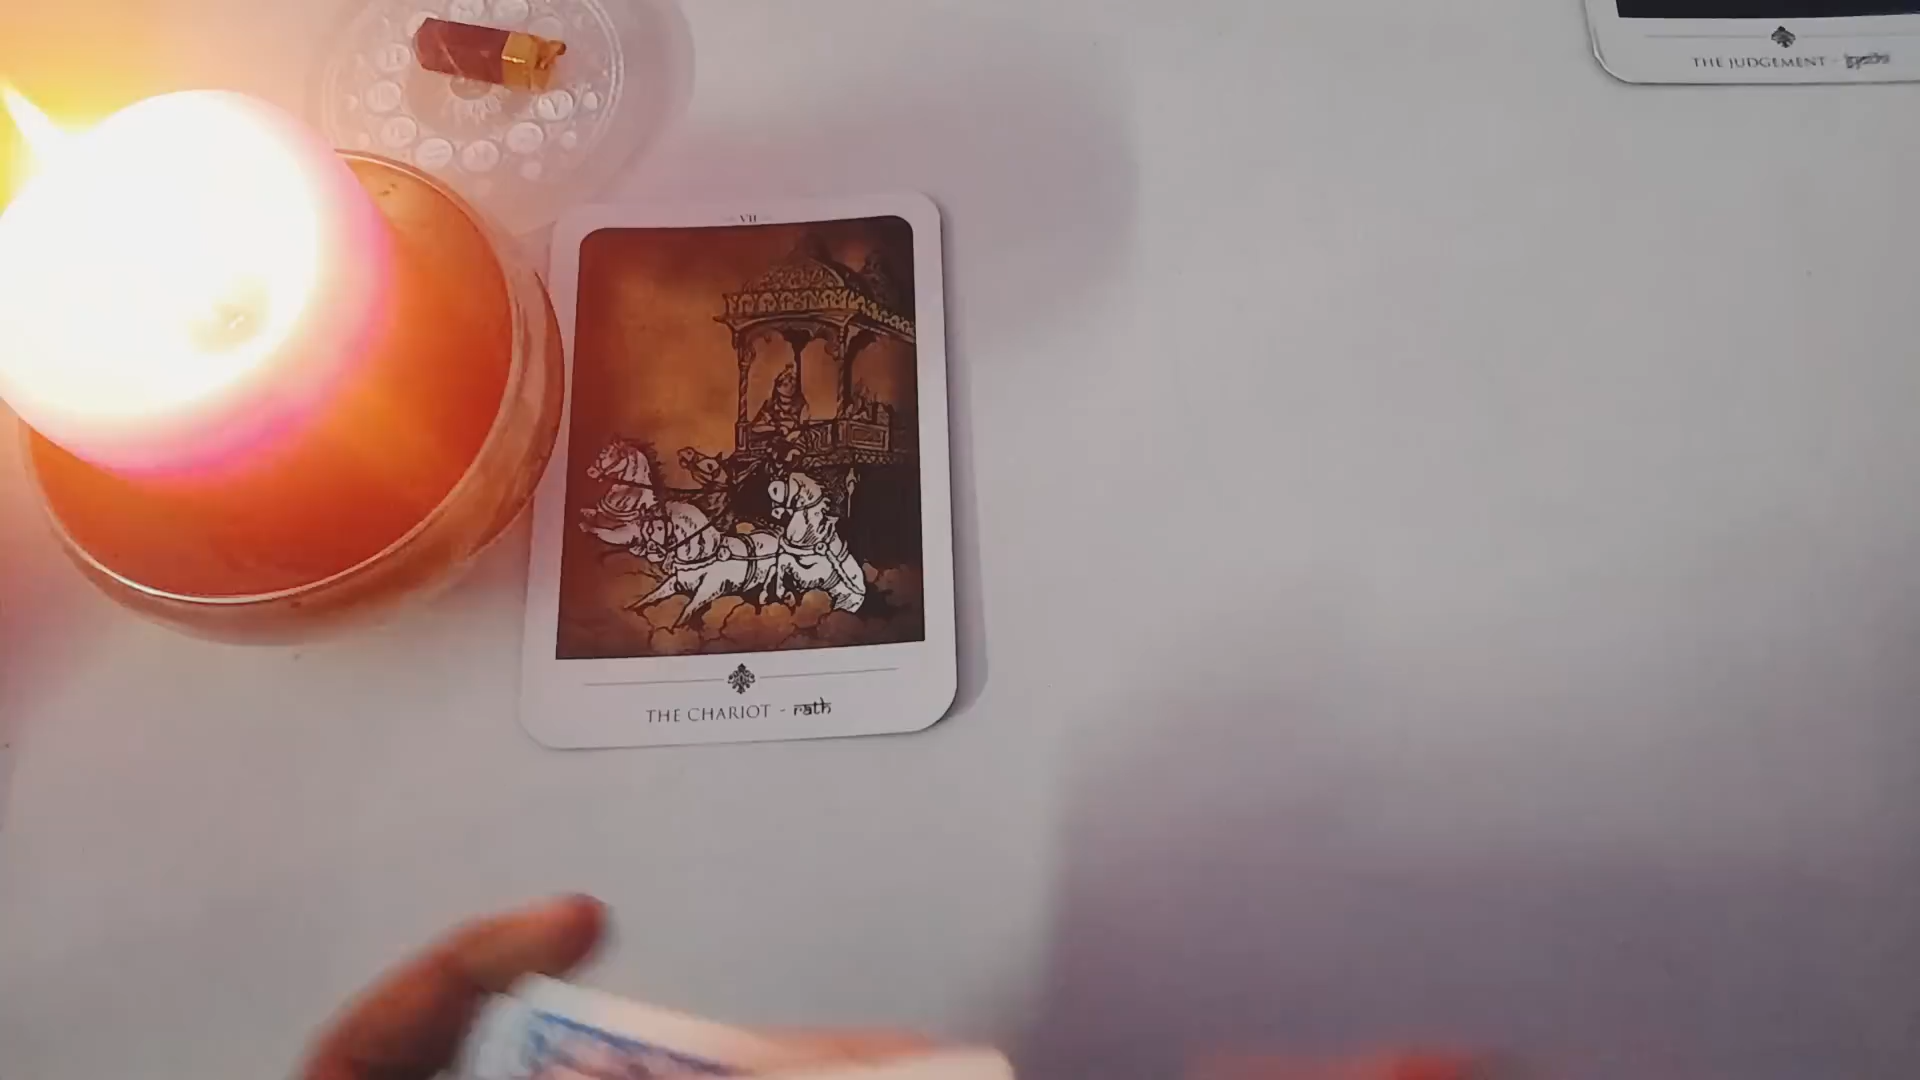 THE JUDGEMENT -
VII
THE CHARIOT - rath